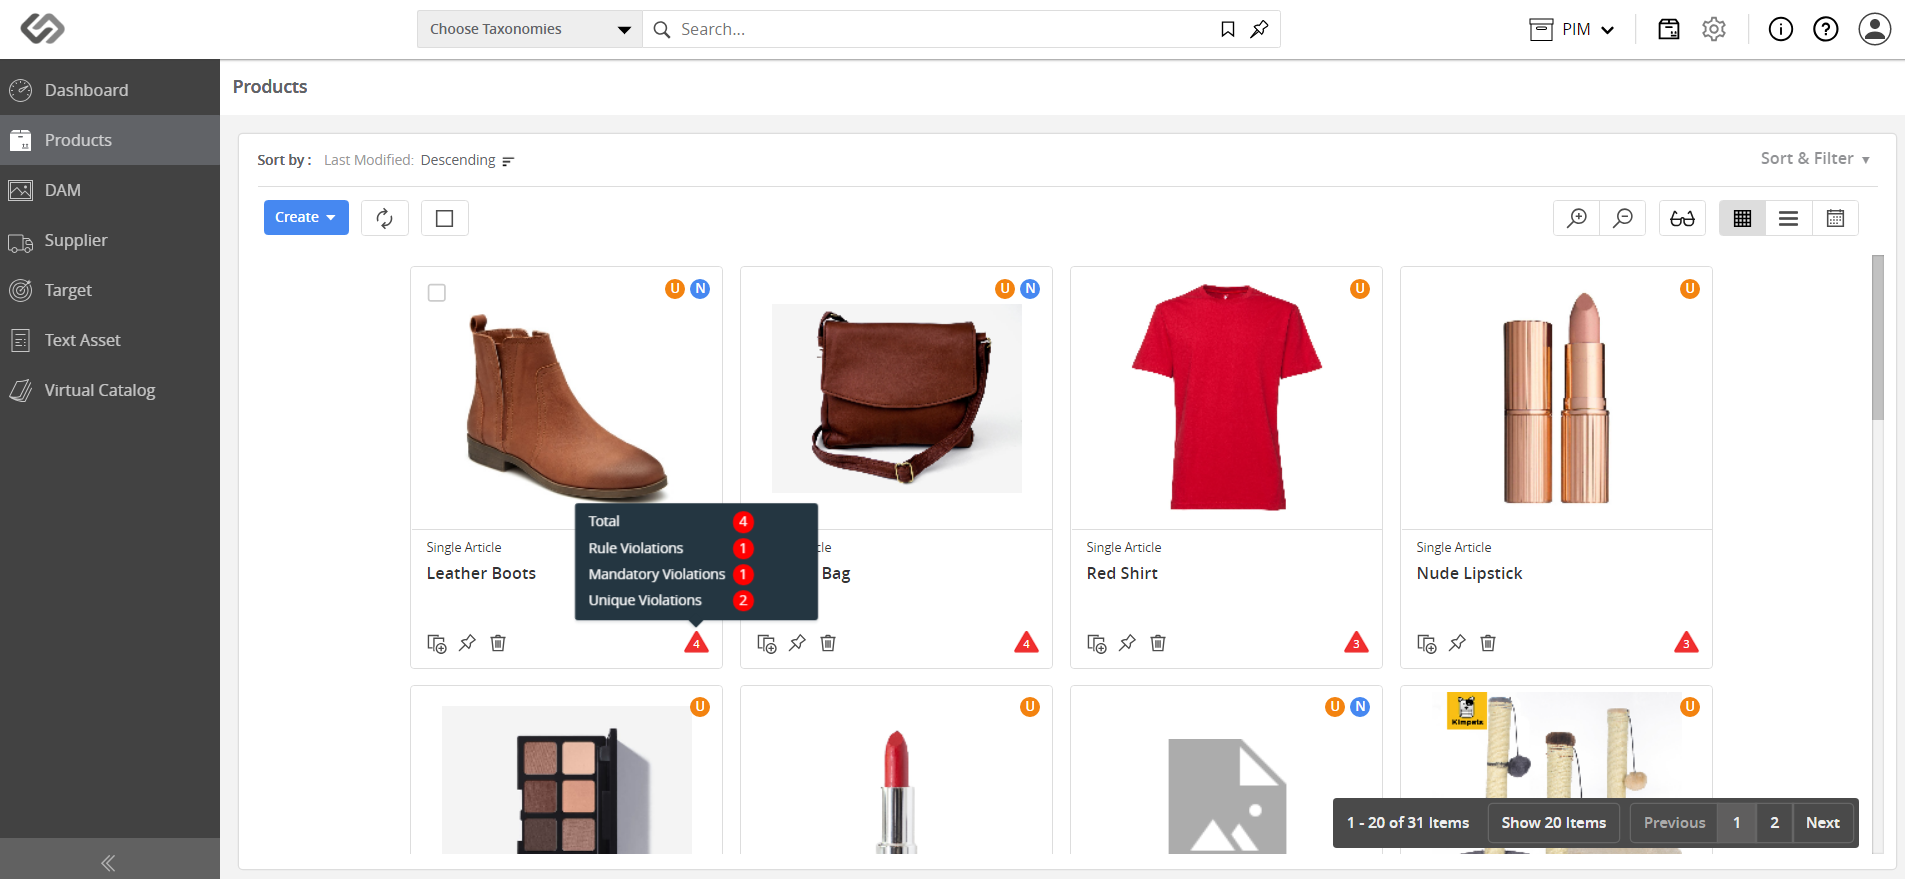 Choose Taxonomies
Search...
PIM
Dashboard
Products
DAM
Supplier
Target
Text Asset
Virtual Catalog
Products
Sort by : Last Modified: Descending
Sort & Filter
Create
U N
U N
U
U
Total 4
Rule Violations 1
Mandatory Violations 1
Unique Violations 2
Single Article
Leather Boots
4
Bag
4
Single Article
Red Shirt
3
Single Article
Nude Lipstick
3
U
U
U N
U
Kimpets
1 - 20 of 31 Items
Show 20 Items
Previous 1 2 Next